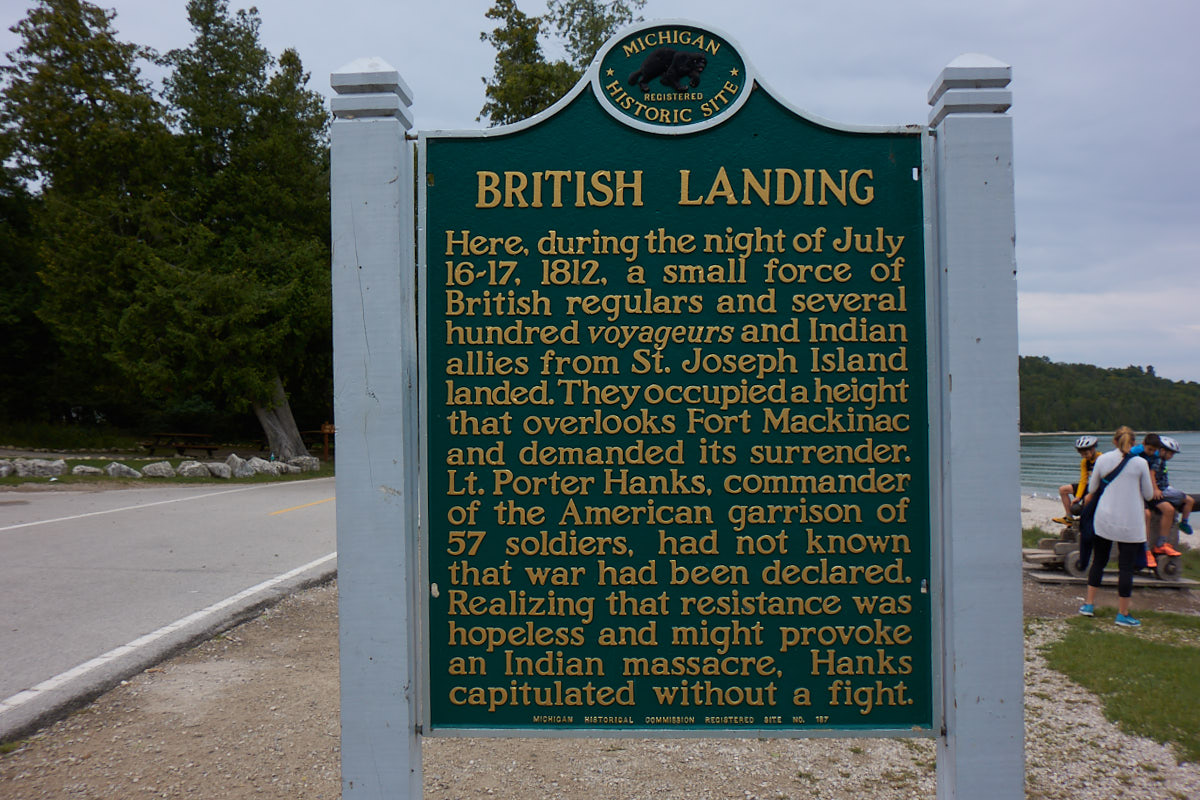 MICHIGAN
REGISTERED
HISTORIC SITE
BRITISH LANDING
Here, during the night of July
16-17, 1812, a small force of
British regulars and several
hundred voyageurs and Indian
allies from St. Joseph Island
landed. They occupied a height
that overlooks Fort Mackinac
and demanded its surrender.
Lt. Porter Hanks, commander
of the American garrison of
57 soldiers, had not known
that war had been declared.
Realizing that resistance was
hopeless and might provoke
an Indian massacre, Hanks
capitulated without a fight.
MICHIGAN HISTORICAL COMMISSION REGISTERED SITE NO. 187